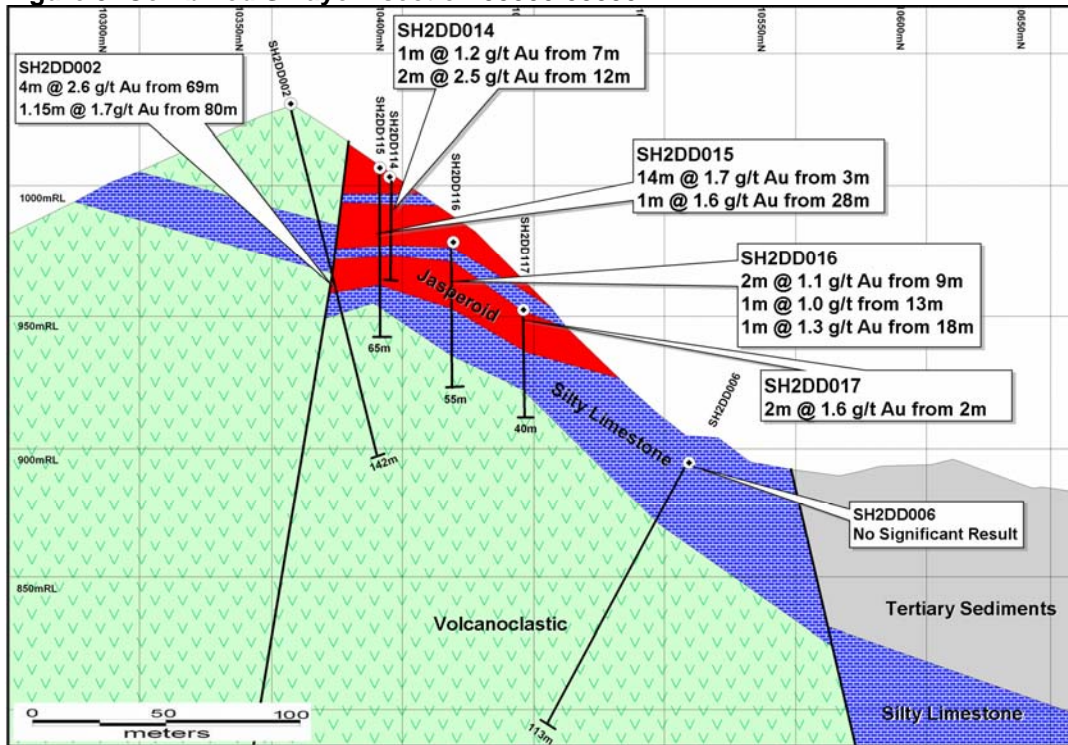 10300mN
10350mN
10400mN
10550mN
10600mN
10650mN
SH2DD002
4m @ 2.6 g/t Au from 69m
1.15m @ 1.7g/t Au from 80m
SH2DD002
SH2DD014
1m @ 1.2 g/t Au from 7m
2m @ 2.5 g/t Au from 12m
SH2DD115
SH2DD114
SH2DD116
SH2DD117
SH2DD015
14m @ 1.7 g/t Au from 3m
1m @ 1.6 g/t Au from 28m
1000mRL
SH2DD016
2m @ 1.1 g/t Au from 9m
1m @ 1.0 g/t from 13m
1m @ 1.3 g/t Au from 18m
Jasperoid
950mRL
65m
55m
40m
SH2DD017
2m @ 1.6 g/t Au from 2m
Silty Limestone
SH2DD006
900mRL
142m
SH2DD006
No Significant Result
850mRL
Volcanoclastic
Tertiary Sediments
Silty Limestone
113m
0 50 100
meters